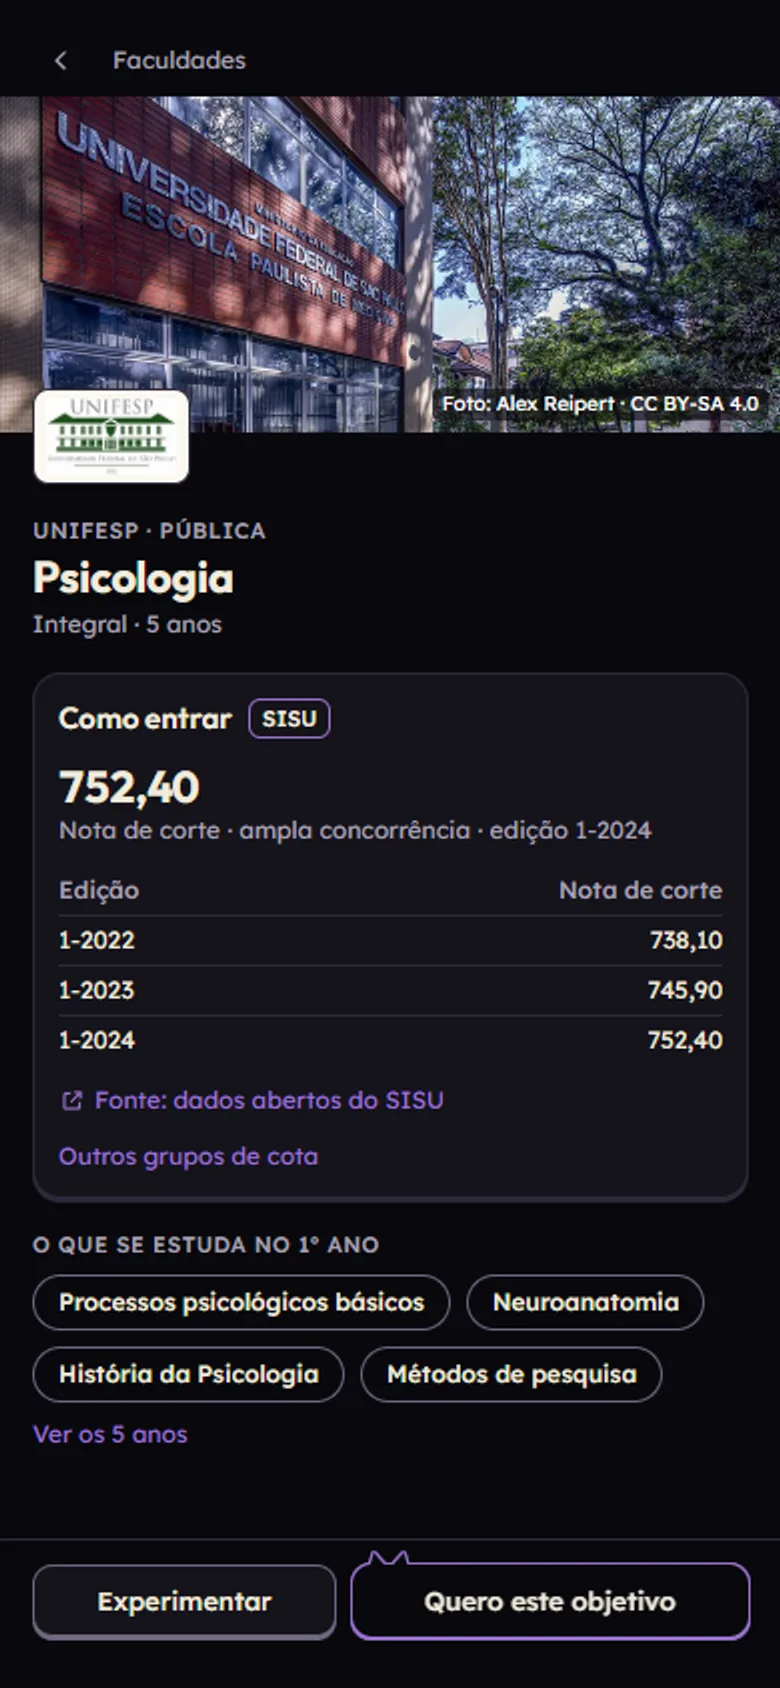 Faculdades
UNIVERSIDADE FEDERAL DE SÃO
ESCOLA PAULISTA DE
Foto: Alex Reipert · CC BY-SA 4.0
UNIFESP
UNIFESP · PÚBLICA
Psicologia
Integral · 5 anos
Como entrar SISU
752,40
Nota de corte · ampla concorrência · edição 1-2024
Edição Nota de corte
1-2022 738,10
1-2023 745,90
1-2024 752,40
Fonte: dados abertos do SISU
Outros grupos de cota
O QUE SE ESTUDA NO 1º ANO
Processos psicológicos básicos Neuroanatomia
História da Psicologia Métodos de pesquisa
Ver os 5 anos
Experimentar Quero este objetivo